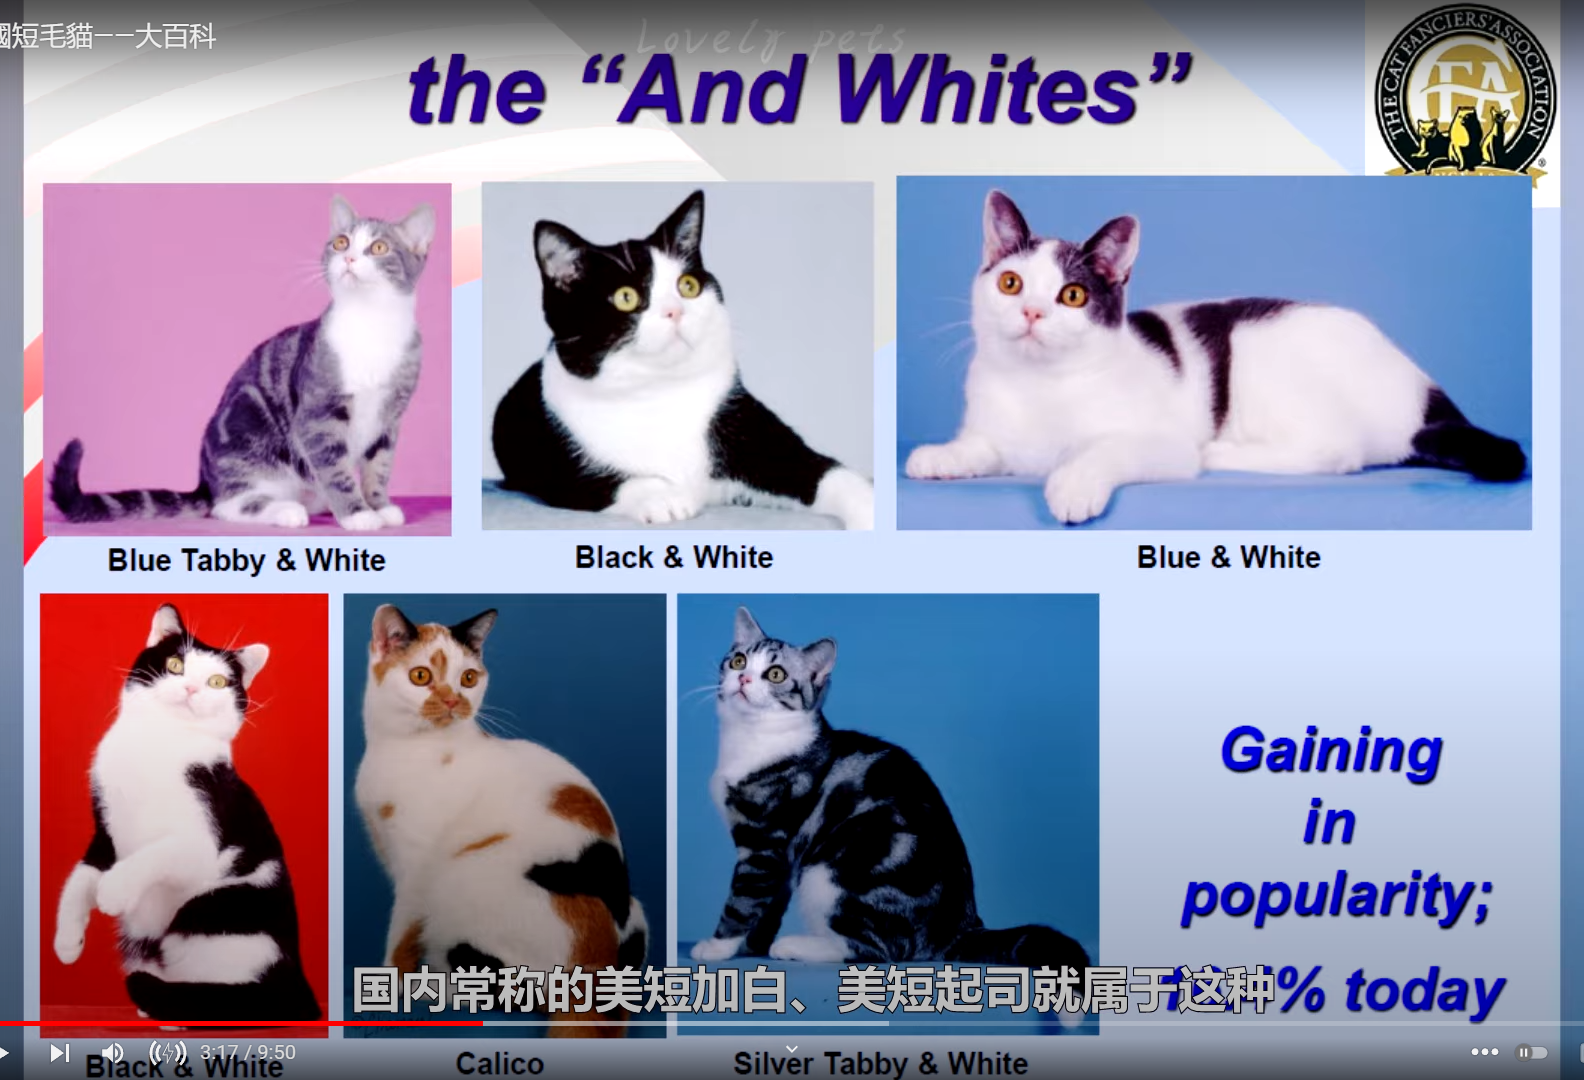 國短毛貓——大百科
Lovely pets
the “And Whites”
THE CAT FANCIERS' ASSOCIATION
CFA
®
Blue Tabby & White
Black & White
Blue & White
Gaining
in
popularity;
% today
国内常称的美短加白、美短起司就属于这种
3:17 / 9:50
Black & White
Calico
Silver Tabby & White